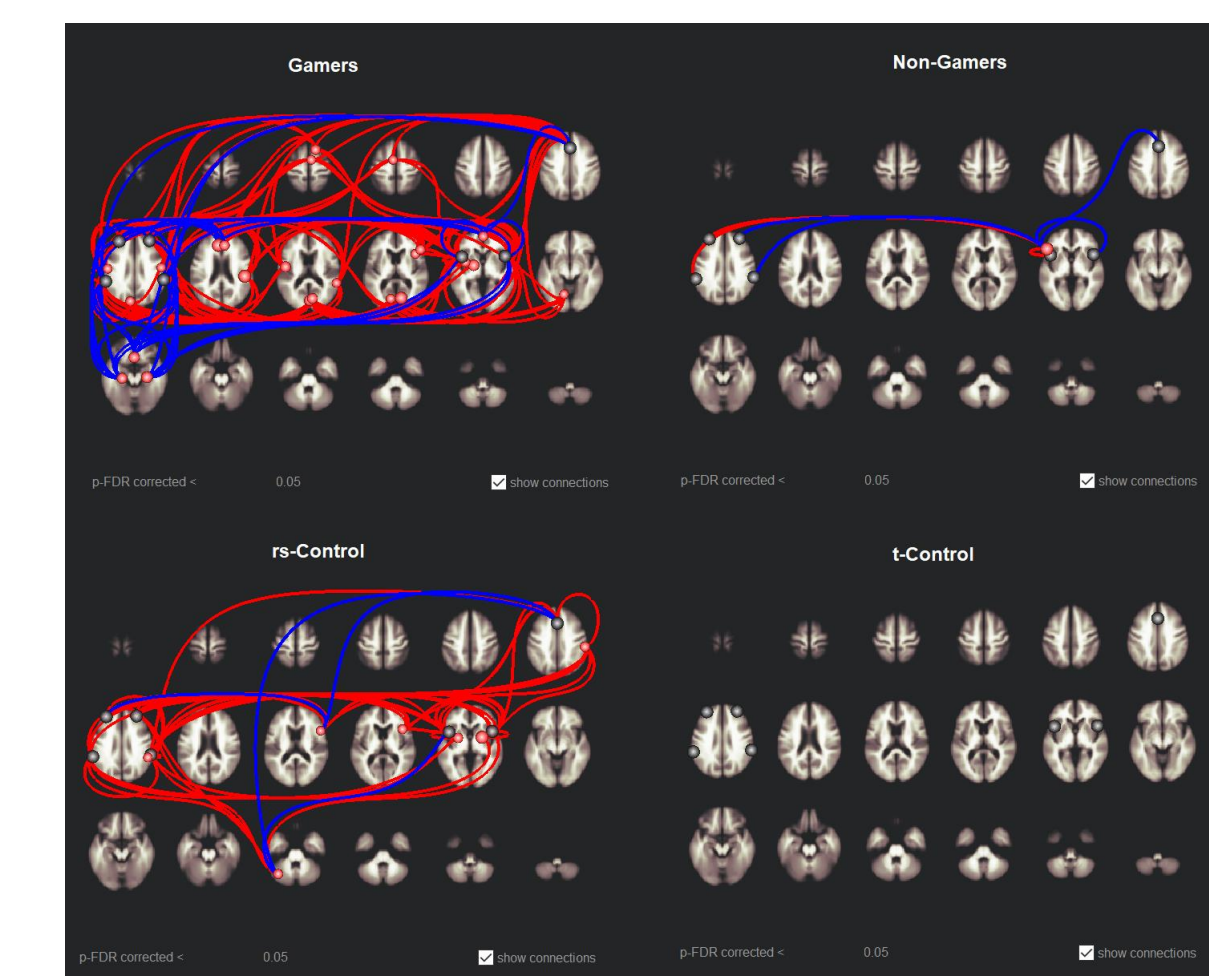 Gamers
Non-Gamers
p-FDR corrected < 0.05 show connections
p-FDR corrected < 0.05 show connections
rs-Control
t-Control
p-FDR corrected < 0.05 show connections
p-FDR corrected < 0.05 show connections